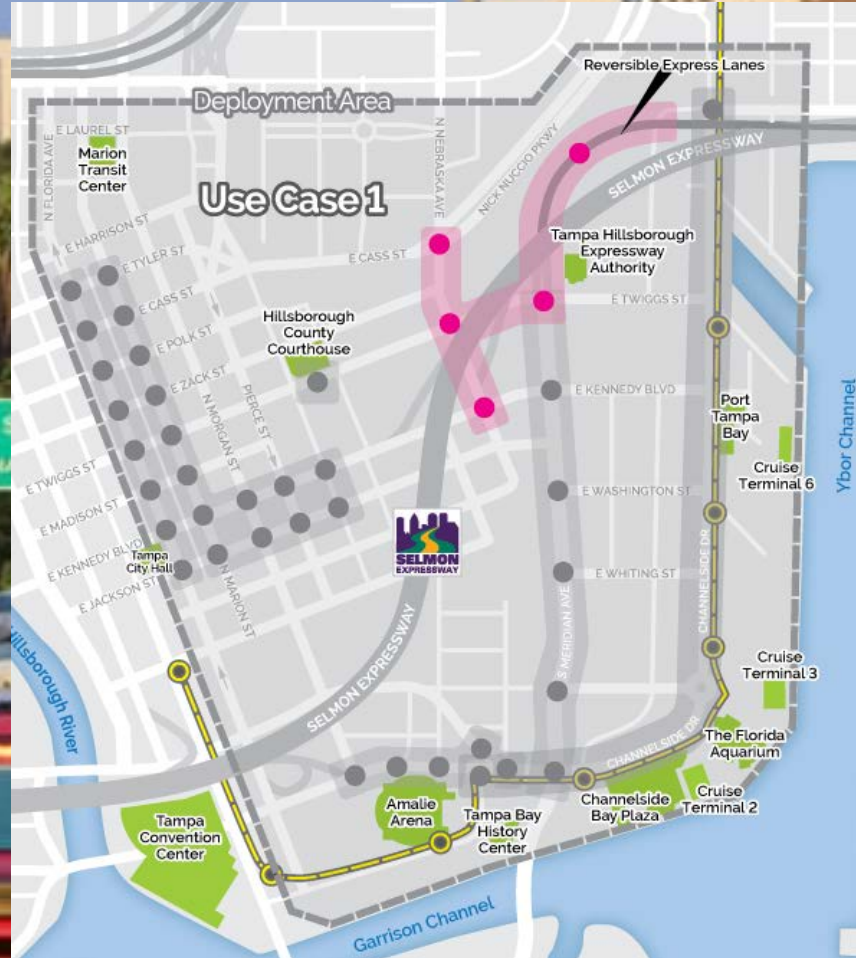 Reversible Express Lanes
Deployment Area
E LAUREL ST
N FLORIDA AVE
Marion
Transit
Center
N NEBRASKA AVE
NICK NUCCIO PKWY
SELMON EXPRESSWAY
Use Case 1
E HARRISON ST
E TYLER ST
E CASS ST
E CASS ST
Tampa Hillsborough
Expressway
Authority
E TWIGGS ST
Hillsborough
County
Courthouse
E POLK ST
E ZACK ST
PIERCE ST
N MORGAN ST
E KENNEDY BLVD
Port
Tampa
Bay
Cruise
Terminal 6
Ybor Channel
E TWIGGS ST
E MADISON ST
E KENNEDY BLVD
E JACKSON ST
Tampa
City Hall
N MARION ST
E WASHINGTON ST
SELMON
EXPRESSWAY
E WHITING ST
S MERIDIAN AVE
CHANNELSIDE DR
Hillsborough River
SELMON EXPRESSWAY
Cruise
Terminal 3
CHANNELSIDE DR
The Florida
Aquarium
Cruise
Terminal 2
Channelside
Bay Plaza
Amalie
Arena
Tampa Bay
History
Center
Tampa
Convention
Center
Garrison Channel